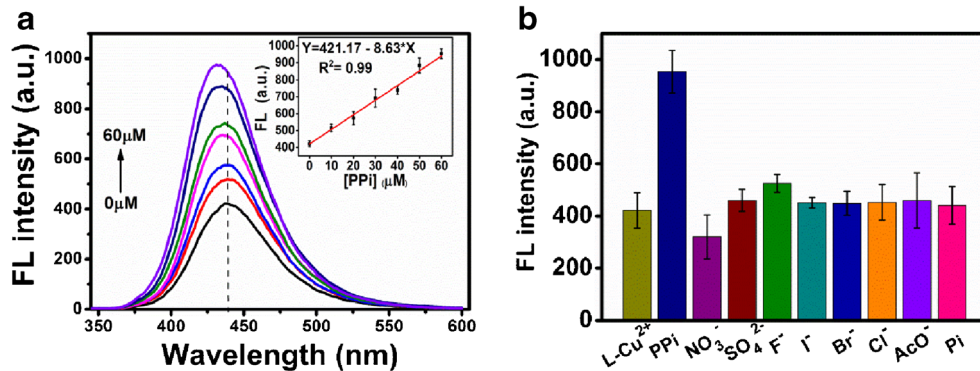 a
FL intensity (a.u.)
1000
800
600
400
200
0
60μM
0μM
350
400
450
500
550
600
Wavelength (nm)
Y=421.17 - 8.63*X
R²= 0.99
FL (a.u.)
1000
900
800
700
600
500
400
0
10
20
30
40
50
60
[PPi] (μM)
b
FL intensity (a.u.)
1000
800
600
400
200
L-Cu²⁺
PPi
NO₃⁻
SO₄²⁻
F⁻
I⁻
Br⁻
Cl⁻
AcO⁻
Pi